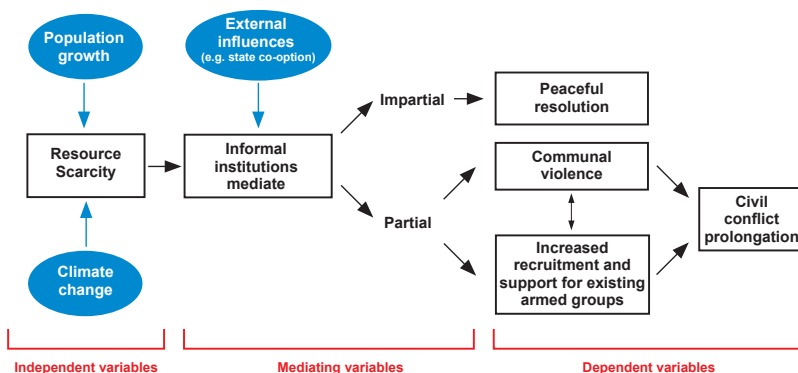 Population
growth
External
influences
(e.g. state co-option)
Resource
Scarcity
Informal
institutions
mediate
Impartial
Partial
Peaceful
resolution
Communal
violence
Increased
recruitment and
support for existing
armed groups
Civil
conflict
prolongation
Climate
change
Independent variables
Mediating variables
Dependent variables